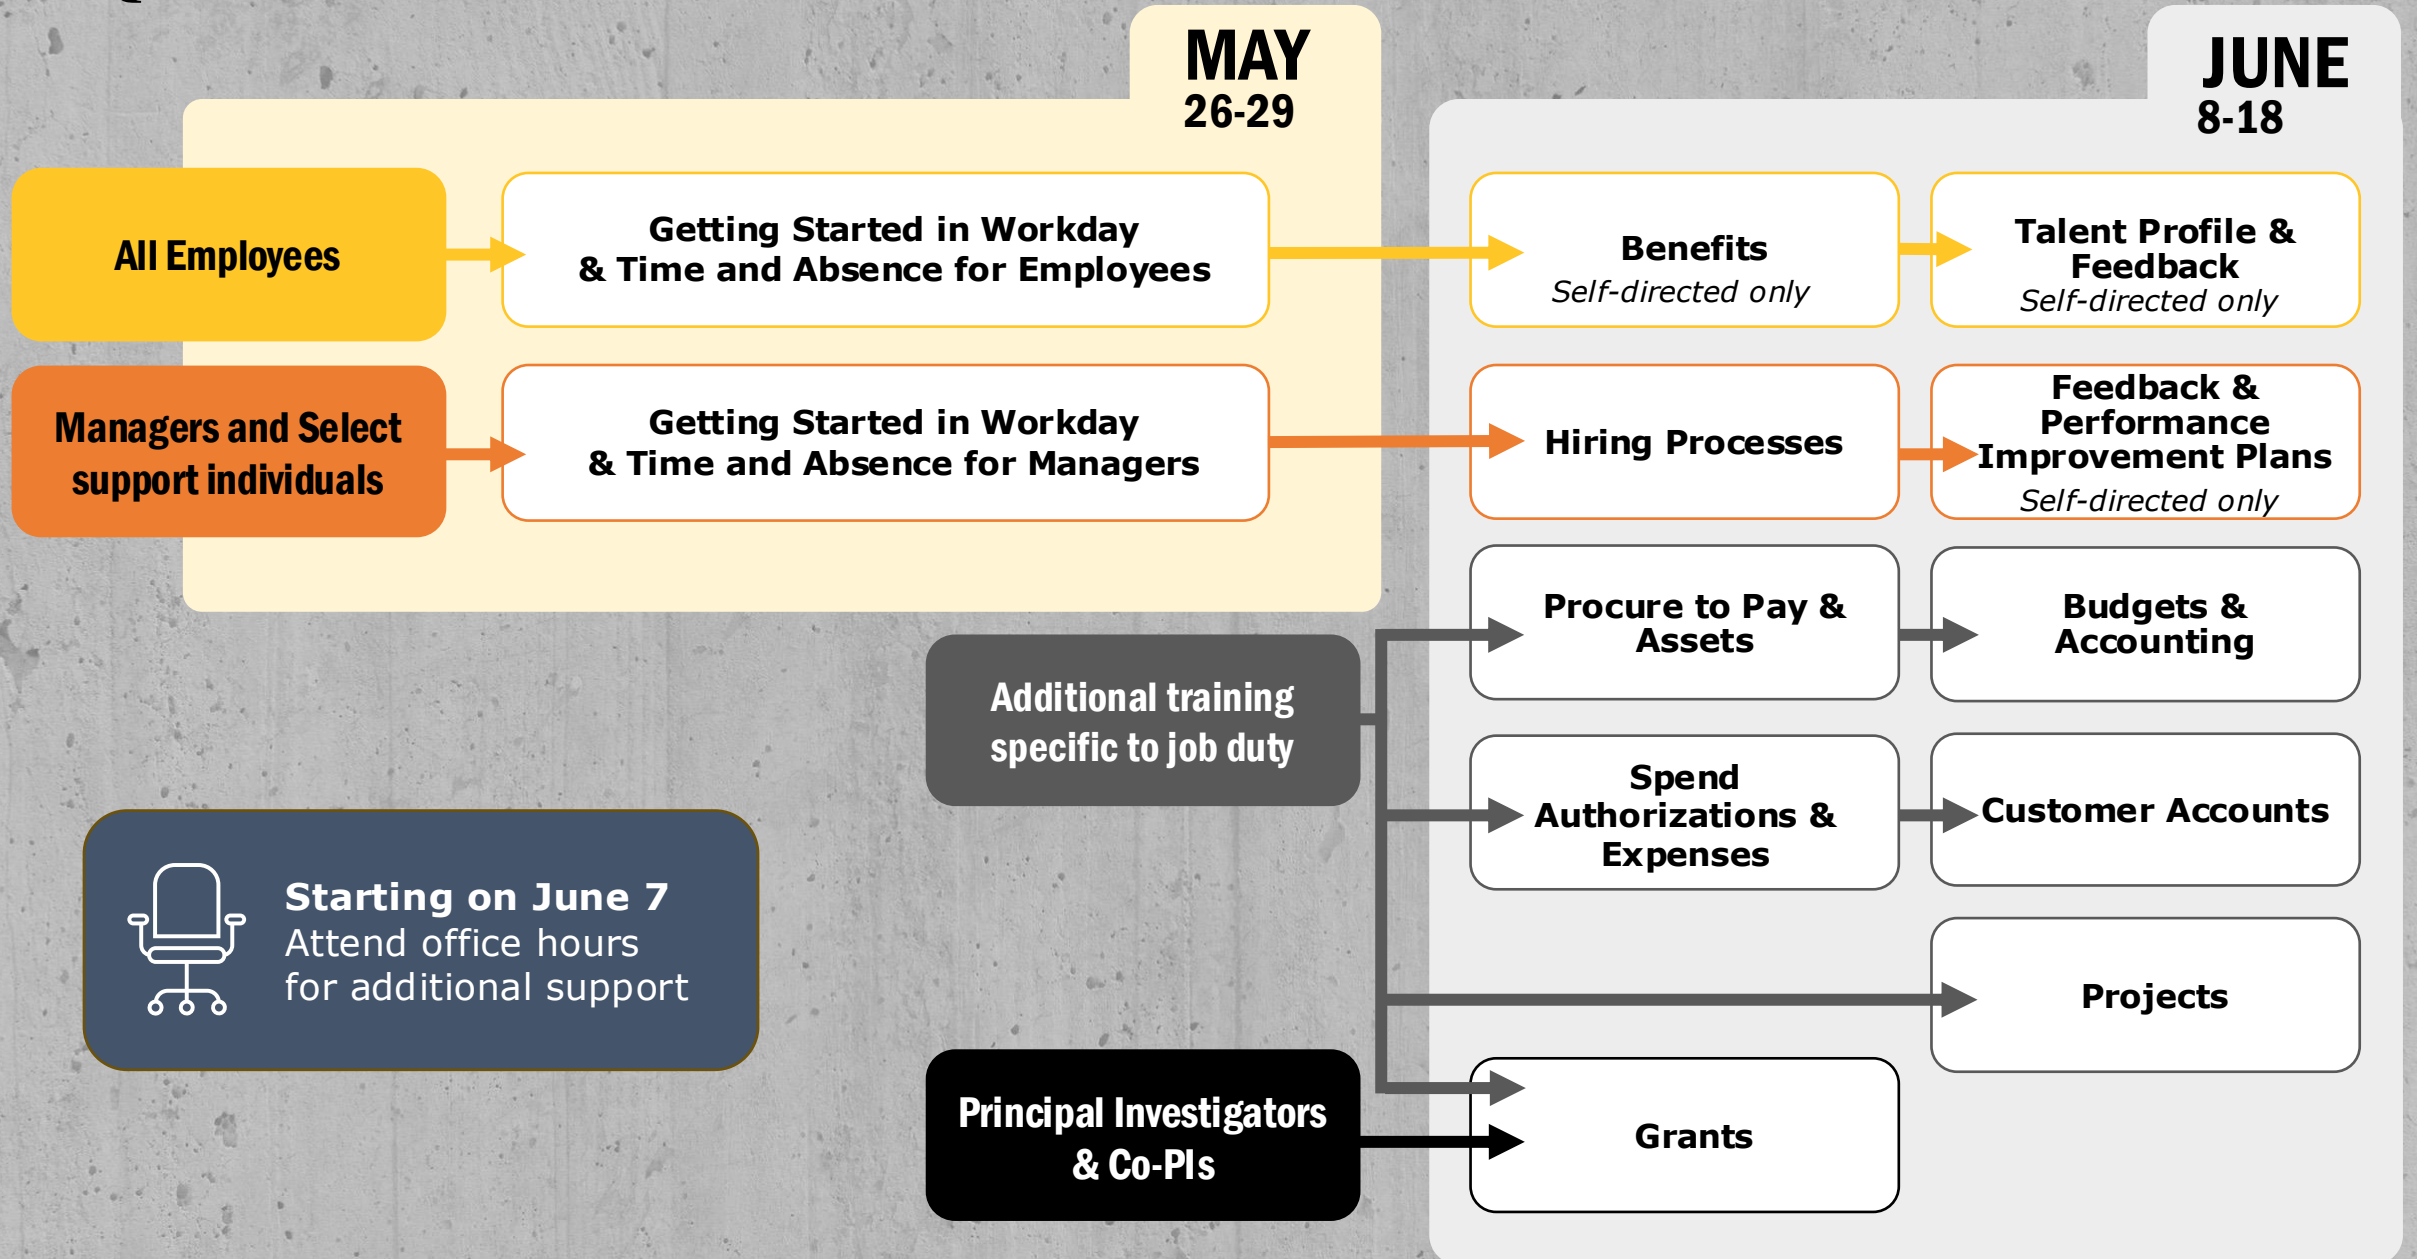 MAY
26-29
JUNE
8-18
All Employees
Getting Started in Workday
& Time and Absence for Employees
Benefits
Self-directed only
Talent Profile &
Feedback
Self-directed only
Managers and Select
support individuals
Getting Started in Workday
& Time and Absence for Managers
Hiring Processes
Feedback &
Performance
Improvement Plans
Self-directed only
Additional training
specific to job duty
Procure to Pay &
Assets
Budgets &
Accounting
Spend
Authorizations &
Expenses
Customer Accounts
Starting on June 7
Attend office hours
for additional support
Projects
Principal Investigators
& Co-PIs
Grants